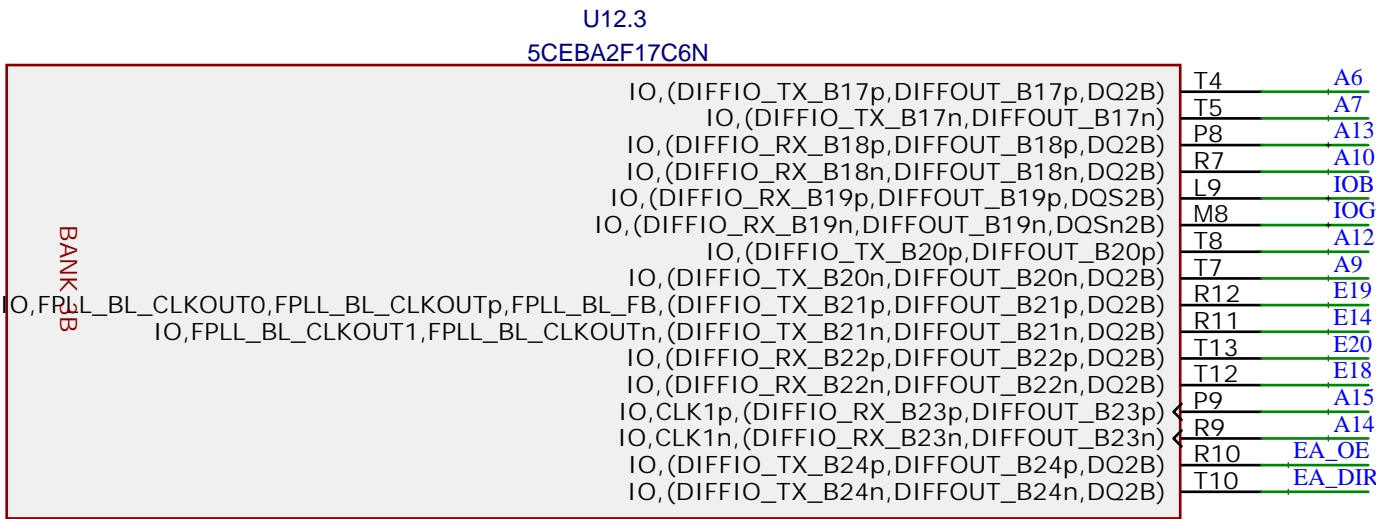 U12.3
5CEBA2F17C6N
IO,(DIFFIO_TX_B17p,DIFFOUT_B17p,DQ2B) T4 A6
IO,(DIFFIO_TX_B17n,DIFFOUT_B17n) T5 A7
IO,(DIFFIO_RX_B18p,DIFFOUT_B18p,DQ2B) P8 A13
IO,(DIFFIO_RX_B18n,DIFFOUT_B18n,DQ2B) R7 A10
IO,(DIFFIO_RX_B19p,DIFFOUT_B19p,DQS2B) L9 IOB
IO,(DIFFIO_RX_B19n,DIFFOUT_B19n,DQSn2B) M8 IOG
IO,(DIFFIO_TX_B20p,DIFFOUT_B20p) T8 A12
IO,(DIFFIO_TX_B20n,DIFFOUT_B20n,DQ2B) T7 A9
IO,FPLL_BL_CLKOUT0,FPLL_BL_CLKOUTp,FPLL_BL_FB,(DIFFIO_TX_B21p,DIFFOUT_B21p,DQ2B) R12 E19
IO,FPLL_BL_CLKOUT1,FPLL_BL_CLKOUTn,(DIFFIO_TX_B21n,DIFFOUT_B21n,DQ2B) R11 E14
IO,(DIFFIO_RX_B22p,DIFFOUT_B22p,DQ2B) T13 E20
IO,(DIFFIO_RX_B22n,DIFFOUT_B22n,DQ2B) T12 E18
IO,CLK1p,(DIFFIO_RX_B23p,DIFFOUT_B23p) P9 A15
IO,CLK1n,(DIFFIO_RX_B23n,DIFFOUT_B23n) R9 A14
IO,(DIFFIO_TX_B24p,DIFFOUT_B24p,DQ2B) R10 EA_OE
IO,(DIFFIO_TX_B24n,DIFFOUT_B24n,DQ2B) T10 EA_DIR
BANK 3B